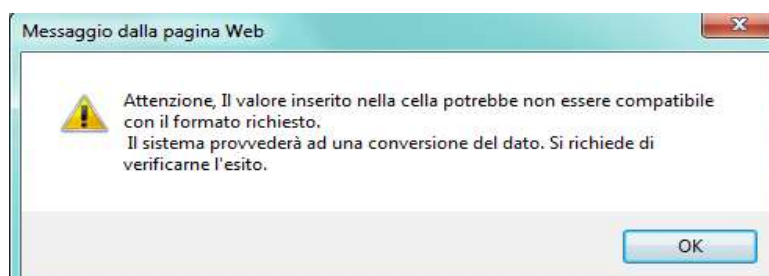 Messaggio dalla pagina Web
Attenzione, Il valore inserito nella cella potrebbe non essere compatibile
con il formato richiesto.
Il sistema provvederà ad una conversione del dato. Si richiede di
verificarne l'esito.
OK